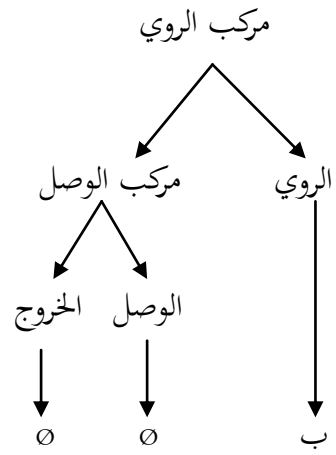 مركب الروي
الروي مركب الوصل
الوصل الخروج
ب ∅ ∅